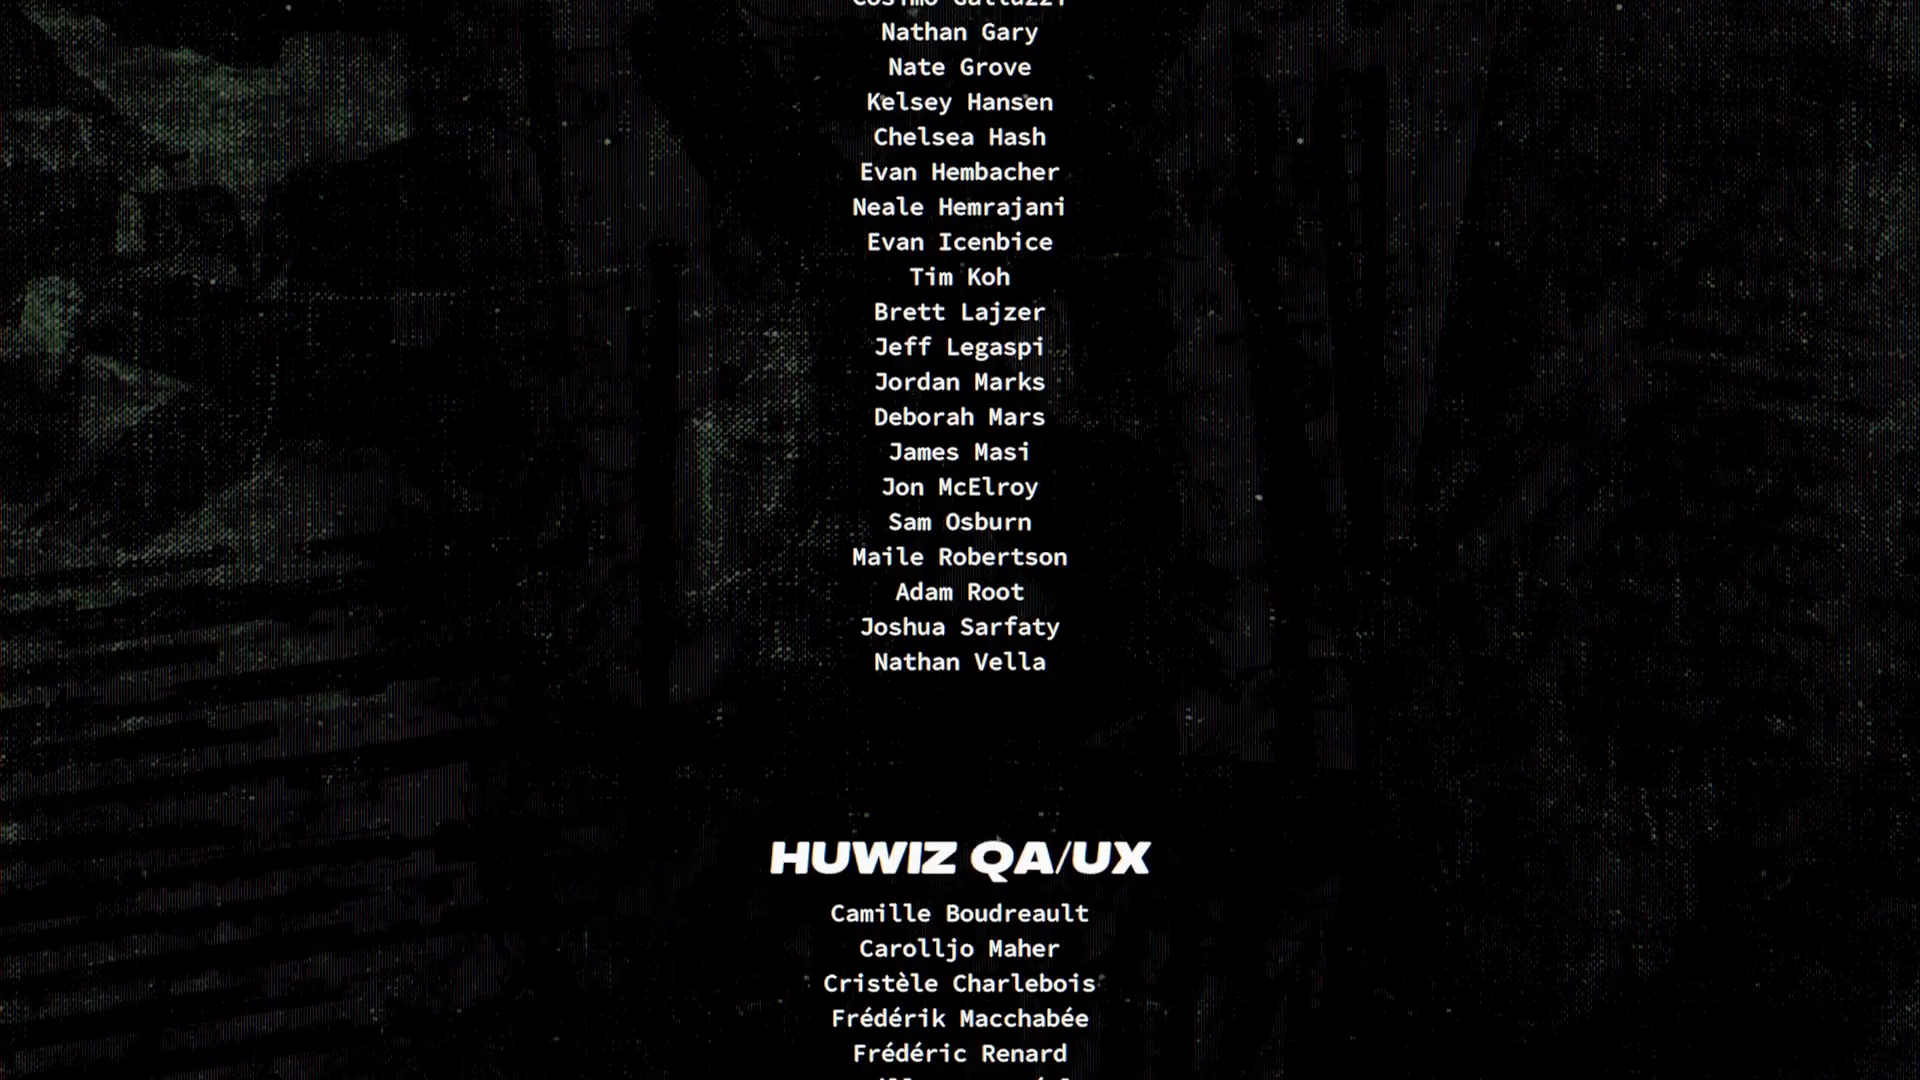 Cosimo Galluzzi
Nathan Gary
Nate Grove
Kelsey Hansen
Chelsea Hash
Evan Hembacher
Neale Hemrajani
Evan Icenbice
Tim Koh
Brett Lajzer
Jeff Legaspi
Jordan Marks
Deborah Mars
James Masi
Jon McElroy
Sam Osburn
Maile Robertson
Adam Root
Joshua Sarfaty
Nathan Vella
HUWIZ QA/UX
Camille Boudreault
Carolljo Maher
Cristèle Charlebois
Frédérik Macchabée
Frédéric Renard